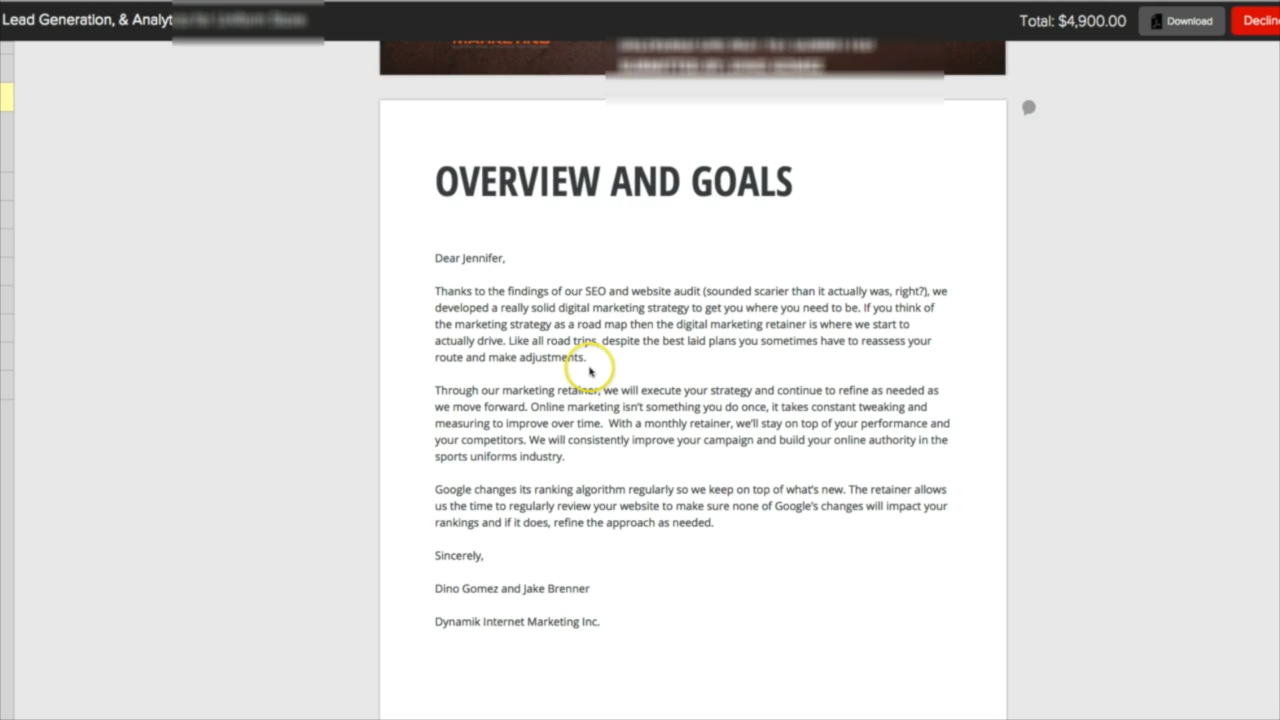 Lead Generation, & Analyt
Total: $4,900.00
Download
Decline
MARKETING
OVERVIEW AND GOALS
Dear Jennifer,
Thanks to the findings of our SEO and website audit (sounded scarier than it actually was, right?), we
developed a really solid digital marketing strategy to get you where you need to be. If you think of
the marketing strategy as a road map then the digital marketing retainer is where we start to
actually drive. Like all road trips, despite the best laid plans you sometimes have to reassess your
route and make adjustments.
Through our marketing retainer, we will execute your strategy and continue to refine as needed as
we move forward. Online marketing isn't something you do once, it takes constant tweaking and
measuring to improve over time. With a monthly retainer, we'll stay on top of your performance and
your competitors. We will consistently improve your campaign and build your online authority in the
sports uniforms industry.
Google changes its ranking algorithm regularly so we keep on top of what's new. The retainer allows
us the time to regularly review your website to make sure none of Google's changes will impact your
rankings and if it does, refine the approach as needed.
Sincerely,
Dino Gomez and Jake Brenner
Dynamik Internet Marketing Inc.